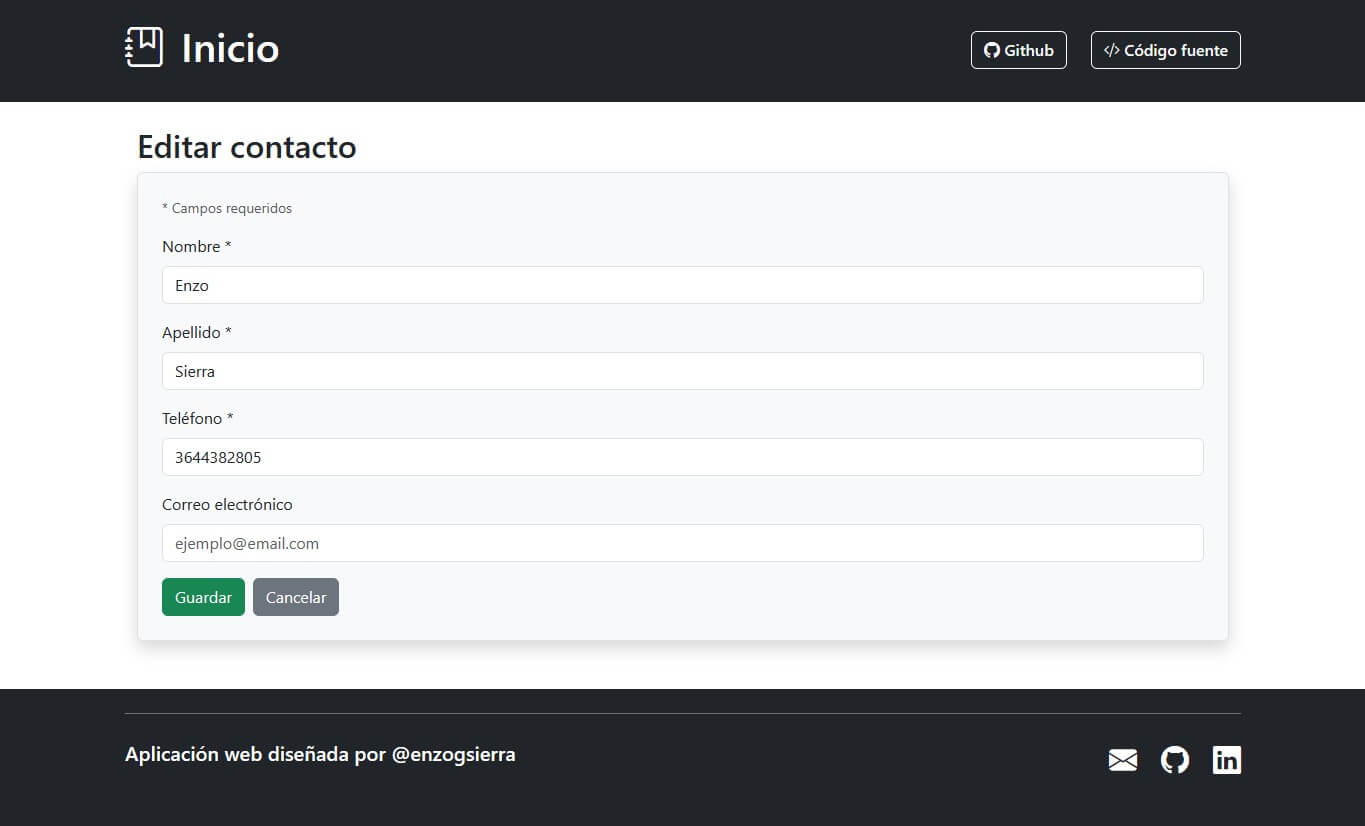 Inicio
Github
Código fuente
Editar contacto
* Campos requeridos
Nombre *
Enzo
Apellido *
Sierra
Teléfono *
3644382805
Correo electrónico
ejemplo@email.com
Guardar
Cancelar
Aplicación web diseñada por @enzogsierra
in